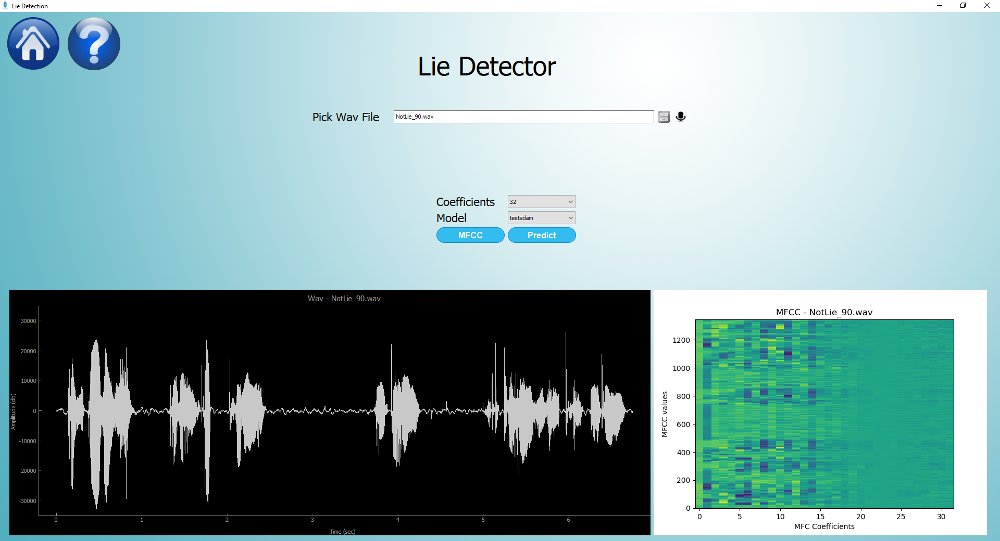 Lie Detection
Lie Detector
Pick Wav File
NotLie_90.wav
Coefficients
32
Model
testadam
MFCC
Predict
Wav - NotLie_90.wav
30000
20000
10000
0
-10000
-20000
-30000
Amplitude (db)
0 1 2 3 4 5 6
Time (sec)
MFCC - NotLie_90.wav
1200
1000
800
600
400
200
0
MFCC values
0 5 10 15 20 25 30
MFC Coefficients